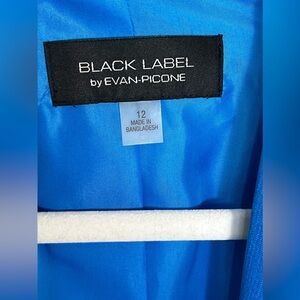 BLACK LABEL
by EVAN-PICONE
12
MADE IN
BANGLADESH